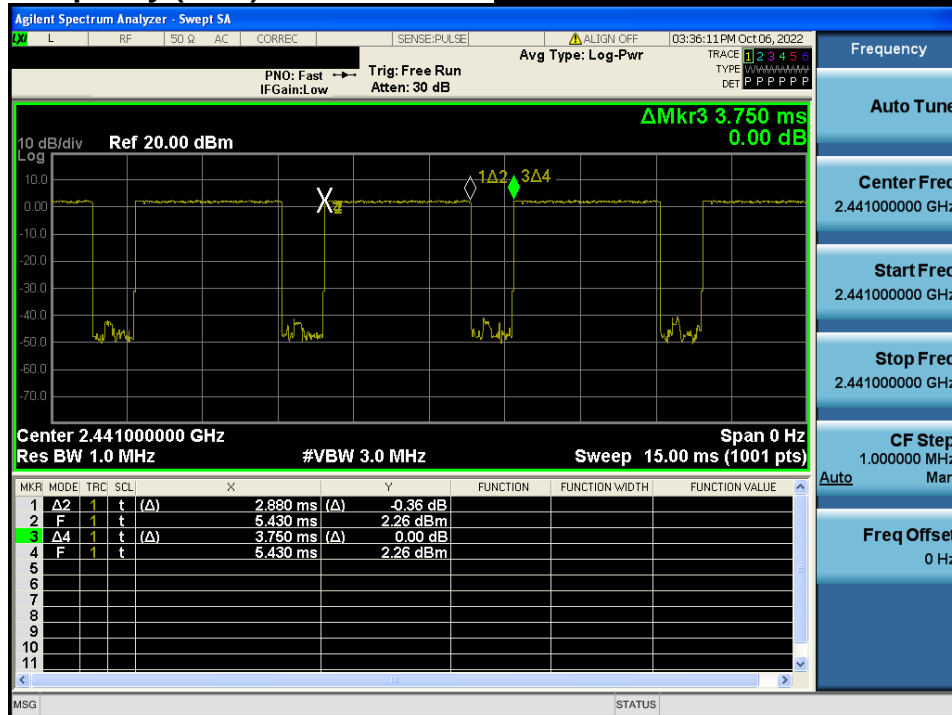 Agilent Spectrum Analyzer - Swept SA
LXI L RF 50 Ω AC CORREC SENSE:PULSE ALIGN OFF 03:36:11 PM Oct 06, 2022
Frequency
Avg Type: Log-Pwr TRACE 1 2 3 4 5 6
PNO: Fast Trig: Free Run TYPE
IFGain:Low Atten: 30 dB DET P P P P P P
Auto Tune
ΔMkr3 3.750 ms
0.00 dB
10 dB/div Ref 20.00 dBm
Log
10.0
0.00
-10.0
-20.0
-30.0
-40.0
-50.0
-60.0
-70.0
1Δ2 3Δ4
X
Center Freq
2.441000000 GHz
Start Freq
2.441000000 GHz
Stop Freq
2.441000000 GHz
Center 2.441000000 GHz Span 0 Hz
Res BW 1.0 MHz #VBW 3.0 MHz Sweep 15.00 ms (1001 pts)
CF Step
1.000000 MHz
Auto Man
MKR MODE TRC SCL X Y FUNCTION FUNCTION WIDTH FUNCTION VALUE
1 Δ2 1 t (Δ) 2.880 ms (Δ) -0.36 dB
2 F 1 t 5.430 ms 2.26 dBm
3 Δ4 1 t (Δ) 3.750 ms (Δ) 0.00 dB
4 F 1 t 5.430 ms 2.26 dBm
5
6
7
8
9
10
11
Freq Offset
0 Hz
MSG STATUS